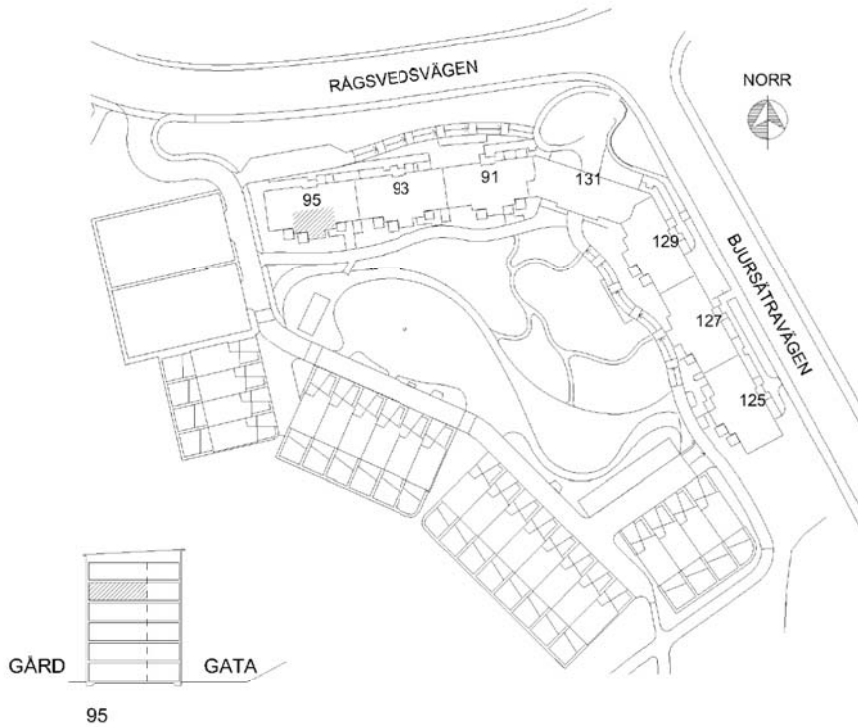 RÅGSVEDSVÄGEN
NORR
95
93
91
131
129
BJURSÄTRAVÄGEN
127
125
GÅRD
GATA
95